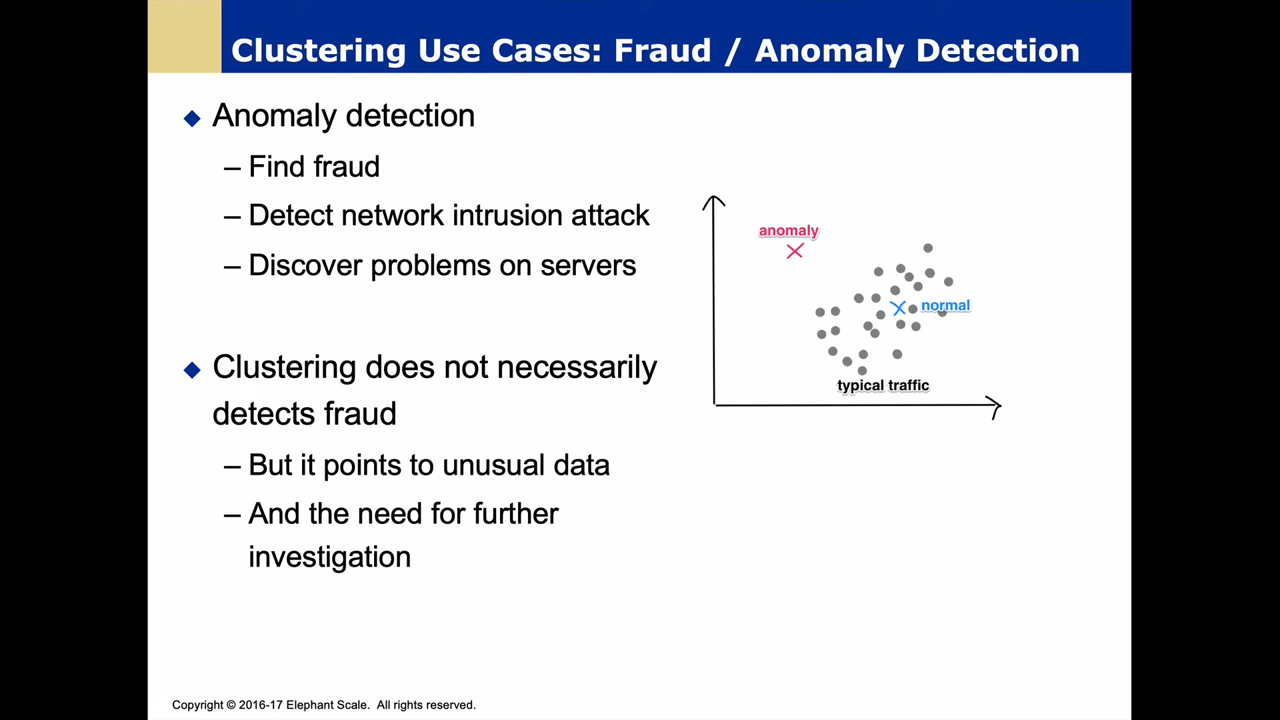 Clustering Use Cases: Fraud / Anomaly Detection
Anomaly detection
– Find fraud
– Detect network intrusion attack
– Discover problems on servers
Clustering does not necessarily
detects fraud
– But it points to unusual data
– And the need for further
investigation
anomaly
normal
typical traffic
Copyright © 2016-17 Elephant Scale. All rights reserved.